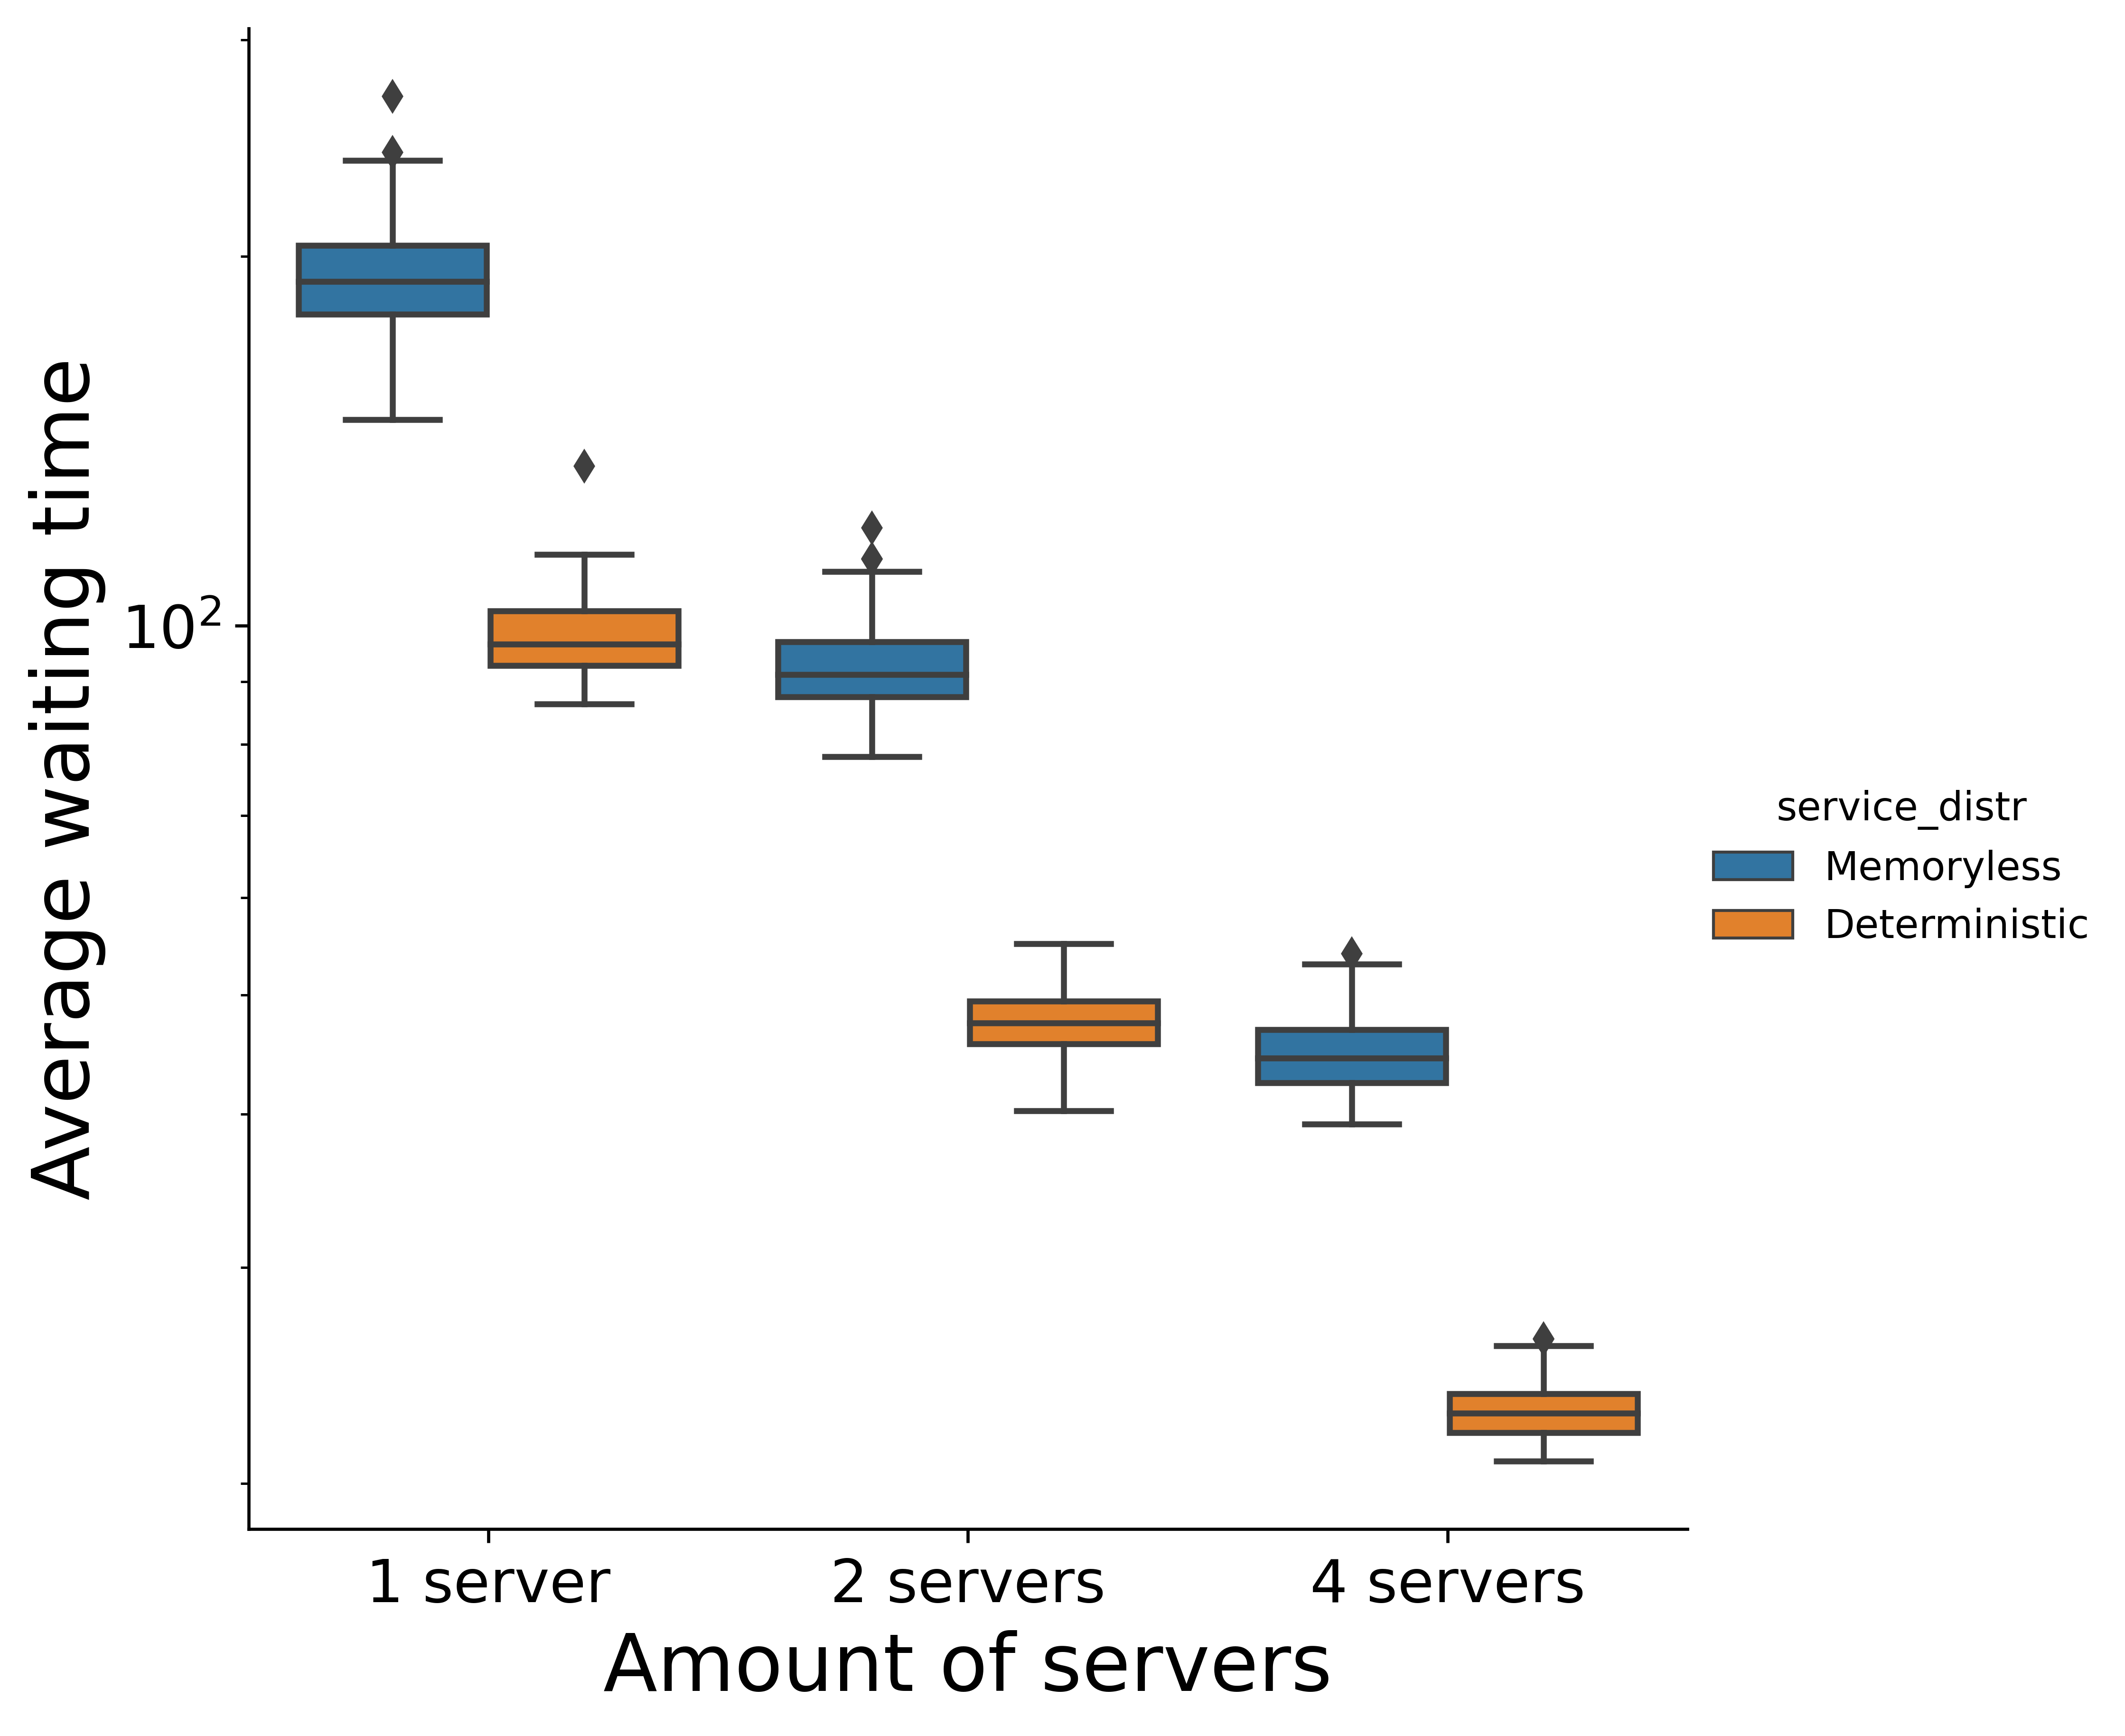 Average waiting time
10²
1 server
2 servers
4 servers
Amount of servers
service_distr
Memoryless
Deterministic